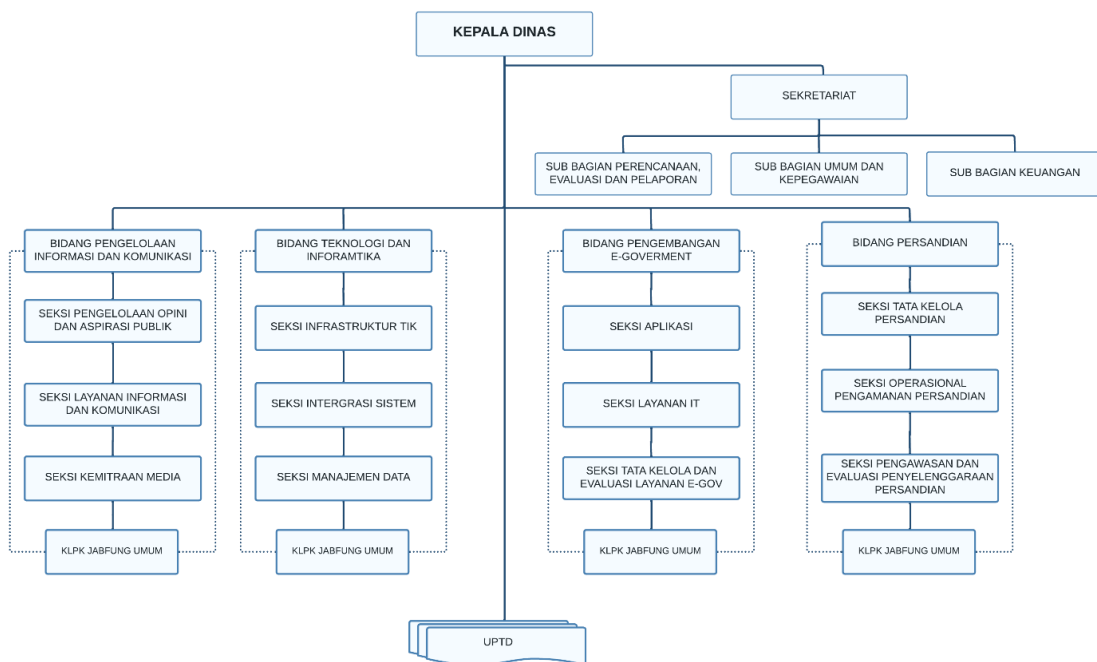 KEPALA DINAS
SEKRETARIAT
SUB BAGIAN PERENCANAAN,
EVALUASI DAN PELAPORAN
SUB BAGIAN UMUM DAN
KEPEGAWAIAN
SUB BAGIAN KEUANGAN
BIDANG PENGELOLAAN
INFORMASI DAN KOMUNIKASI
SEKSI PENGELOLAAN OPINI
DAN ASPIRASI PUBLIK
SEKSI LAYANAN INFORMASI
DAN KOMUNIKASI
SEKSI KEMITRAAN MEDIA
KLPK JABFUNG UMUM
BIDANG TEKNOLOGI DAN
INFORAMTIKA
SEKSI INFRASTRUKTUR TIK
SEKSI INTERGRASI SISTEM
SEKSI MANAJEMEN DATA
KLPK JABFUNG UMUM
BIDANG PENGEMBANGAN
E-GOVERMENT
SEKSI APLIKASI
SEKSI LAYANAN IT
SEKSI TATA KELOLA DAN
EVALUASI LAYANAN E-GOV
KLPK JABFUNG UMUM
BIDANG PERSANDIAN
SEKSI TATA KELOLA
PERSANDIAN
SEKSI OPERASIONAL
PENGAMANAN PERSANDIAN
SEKSI PENGAWASAN DAN
EVALUASI PENYELENGGARAAN
PERSANDIAN
KLPK JABFUNG UMUM
UPTD